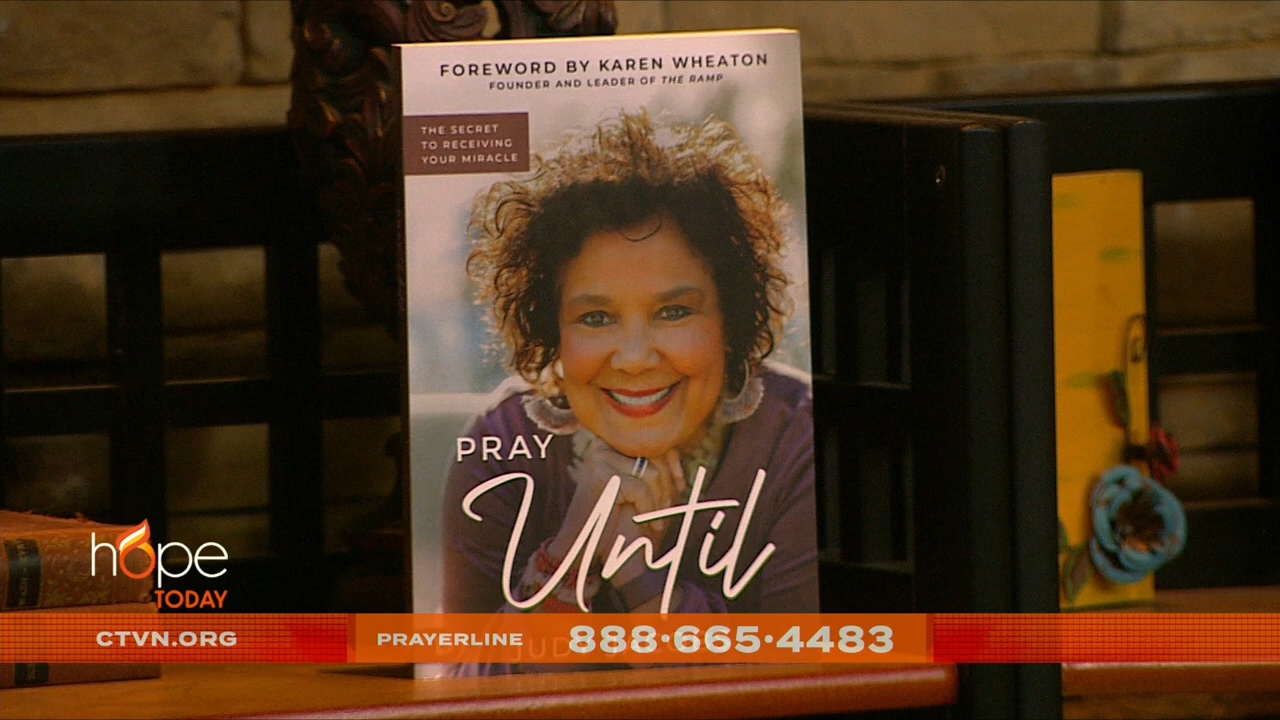 FOREWORD BY KAREN WHEATON
FOUNDER AND LEADER OF THE RAMP
THE SECRET
TO RECEIVING
YOUR MIRACLE
PRAY
Until
hope
TODAY
CTVN.ORG
PRAYERLINE
888•665•4483